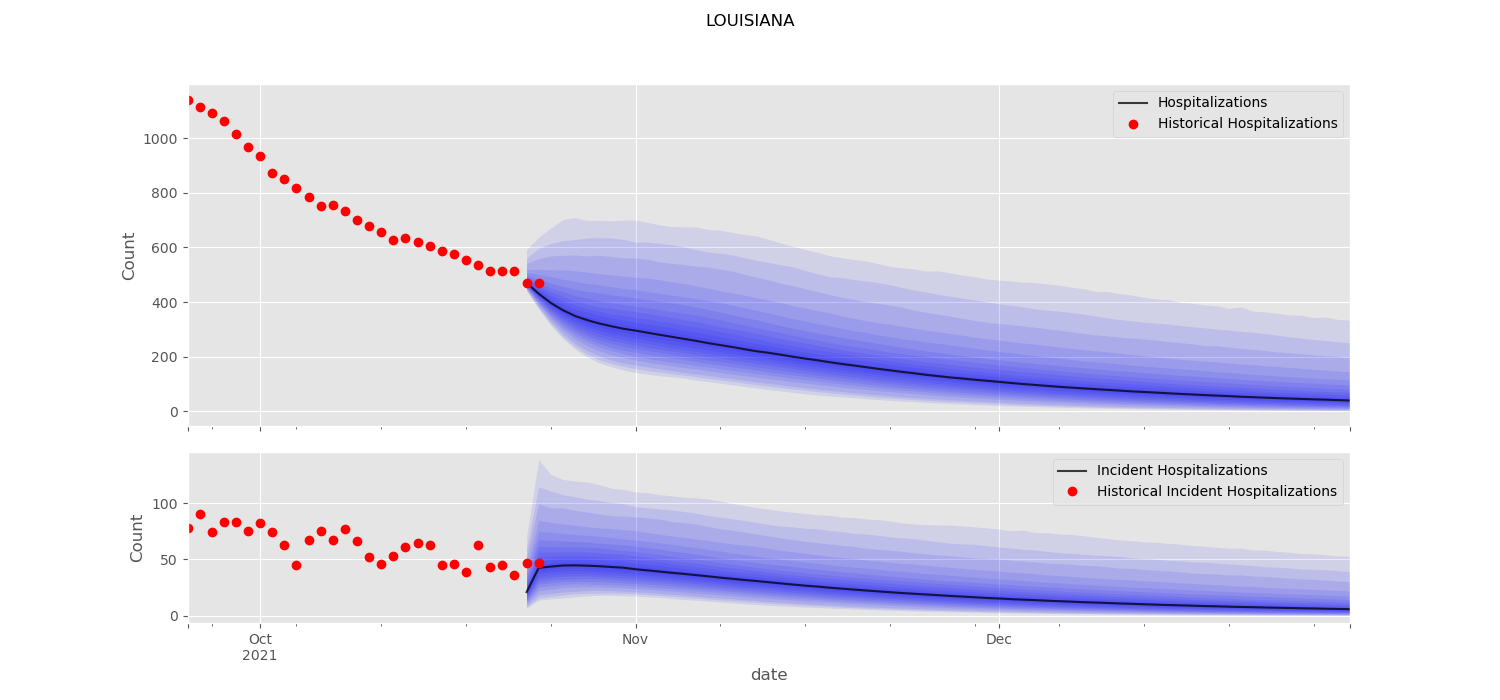 LOUISIANA
Count
1000
800
600
400
200
0
Hospitalizations
Historical Hospitalizations
Count
100
50
0
Incident Hospitalizations
Historical Incident Hospitalizations
Oct
2021
Nov
Dec
date